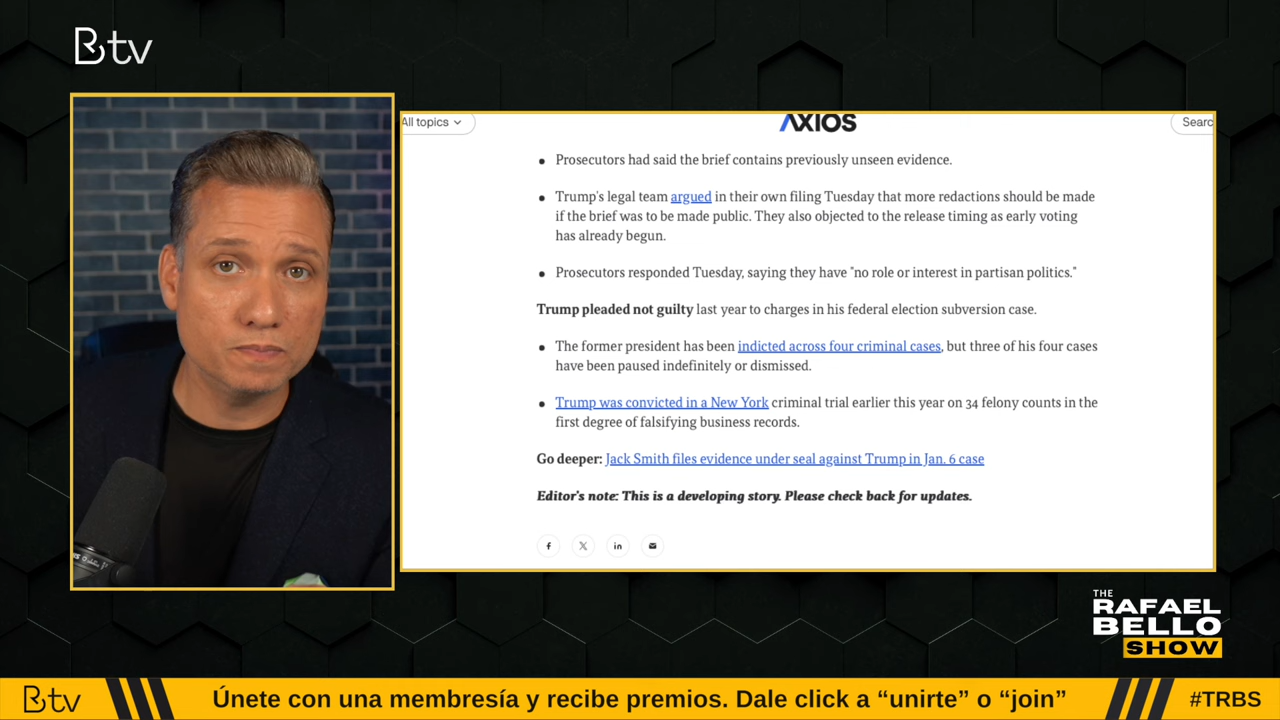 Btv
All topics
AXIOS
Searc
Prosecutors had said the brief contains previously unseen evidence.
Trump's legal team argued in their own filing Tuesday that more redactions should be made
if the brief was to be made public. They also objected to the release timing as early voting
has already begun.
Prosecutors responded Tuesday, saying they have "no role or interest in partisan politics."
Trump pleaded not guilty last year to charges in his federal election subversion case.
The former president has been indicted across four criminal cases, but three of his four cases
have been paused indefinitely or dismissed.
Trump was convicted in a New York criminal trial earlier this year on 34 felony counts in the
first degree of falsifying business records.
Go deeper: Jack Smith files evidence under seal against Trump in Jan. 6 case
Editor's note: This is a developing story. Please check back for updates.
THE
RAFAEL
BELLO
SHOW
Btv
Únete con una membresía y recibe premios. Dale click a “unirte” o “join”
#TRBS